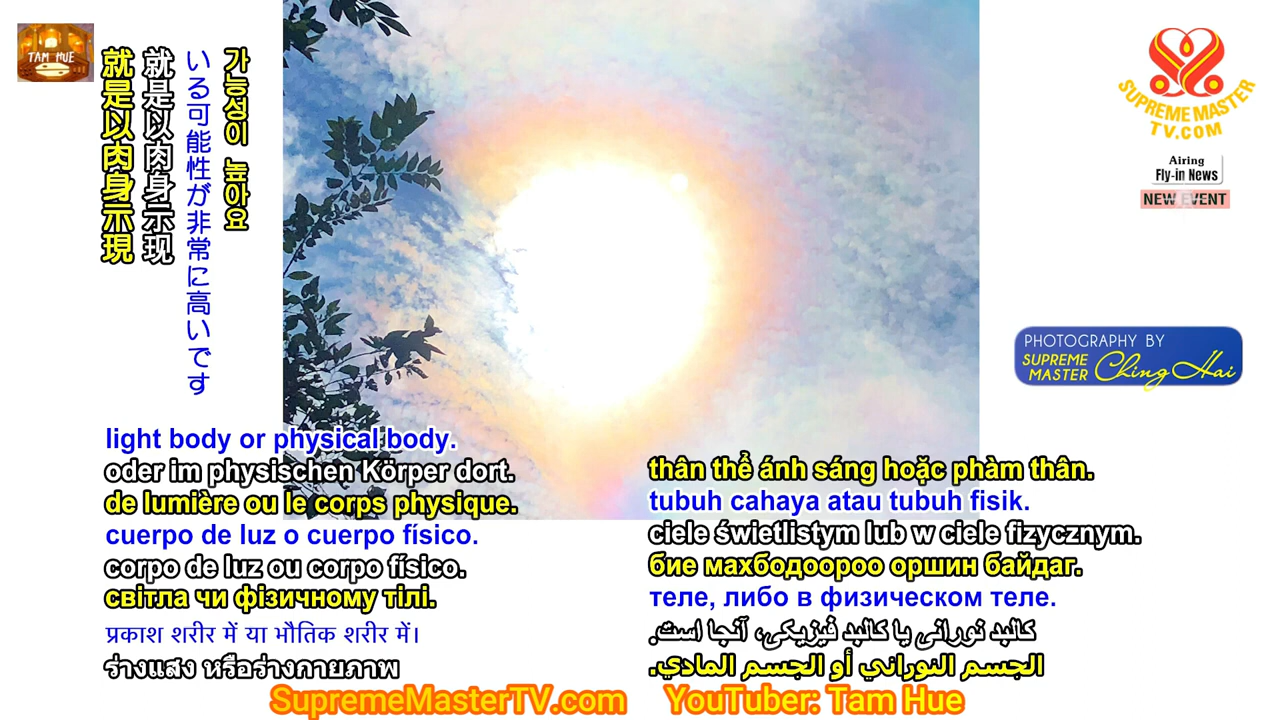 TAM HUE
就是以肉身示現
就是以肉身示现
いる可能性が非常に高いです
가능성이 높아요
SUPREME MASTER
TV.COM
Airing
Fly-in News
NEW EVENT
PHOTOGRAPHY BY
SUPREME
MASTER Ching Hai
light body or physical body.
oder im physischen Körper dort.
de lumière ou le corps physique.
cuerpo de luz o cuerpo físico.
corpo de luz ou corpo físico.
світла чи фізичному тілі.
प्रकाश शरीर में या भौतिक शरीर में।
ร่างแสง หรือร่างกายภาพ
thân thể ánh sáng hoặc phàm thân.
tubuh cahaya atau tubuh fisik.
ciele świetlistym lub w ciele fizycznym.
бие махбодоороо оршин байдаг.
теле, либо в физическом теле.
کالبد نورانی یا کالبد فیزیکی، آنجا است.
الجسم النوراني أو الجسم المادي.
SupremeMasterTV.com
YouTuber: Tam Hue